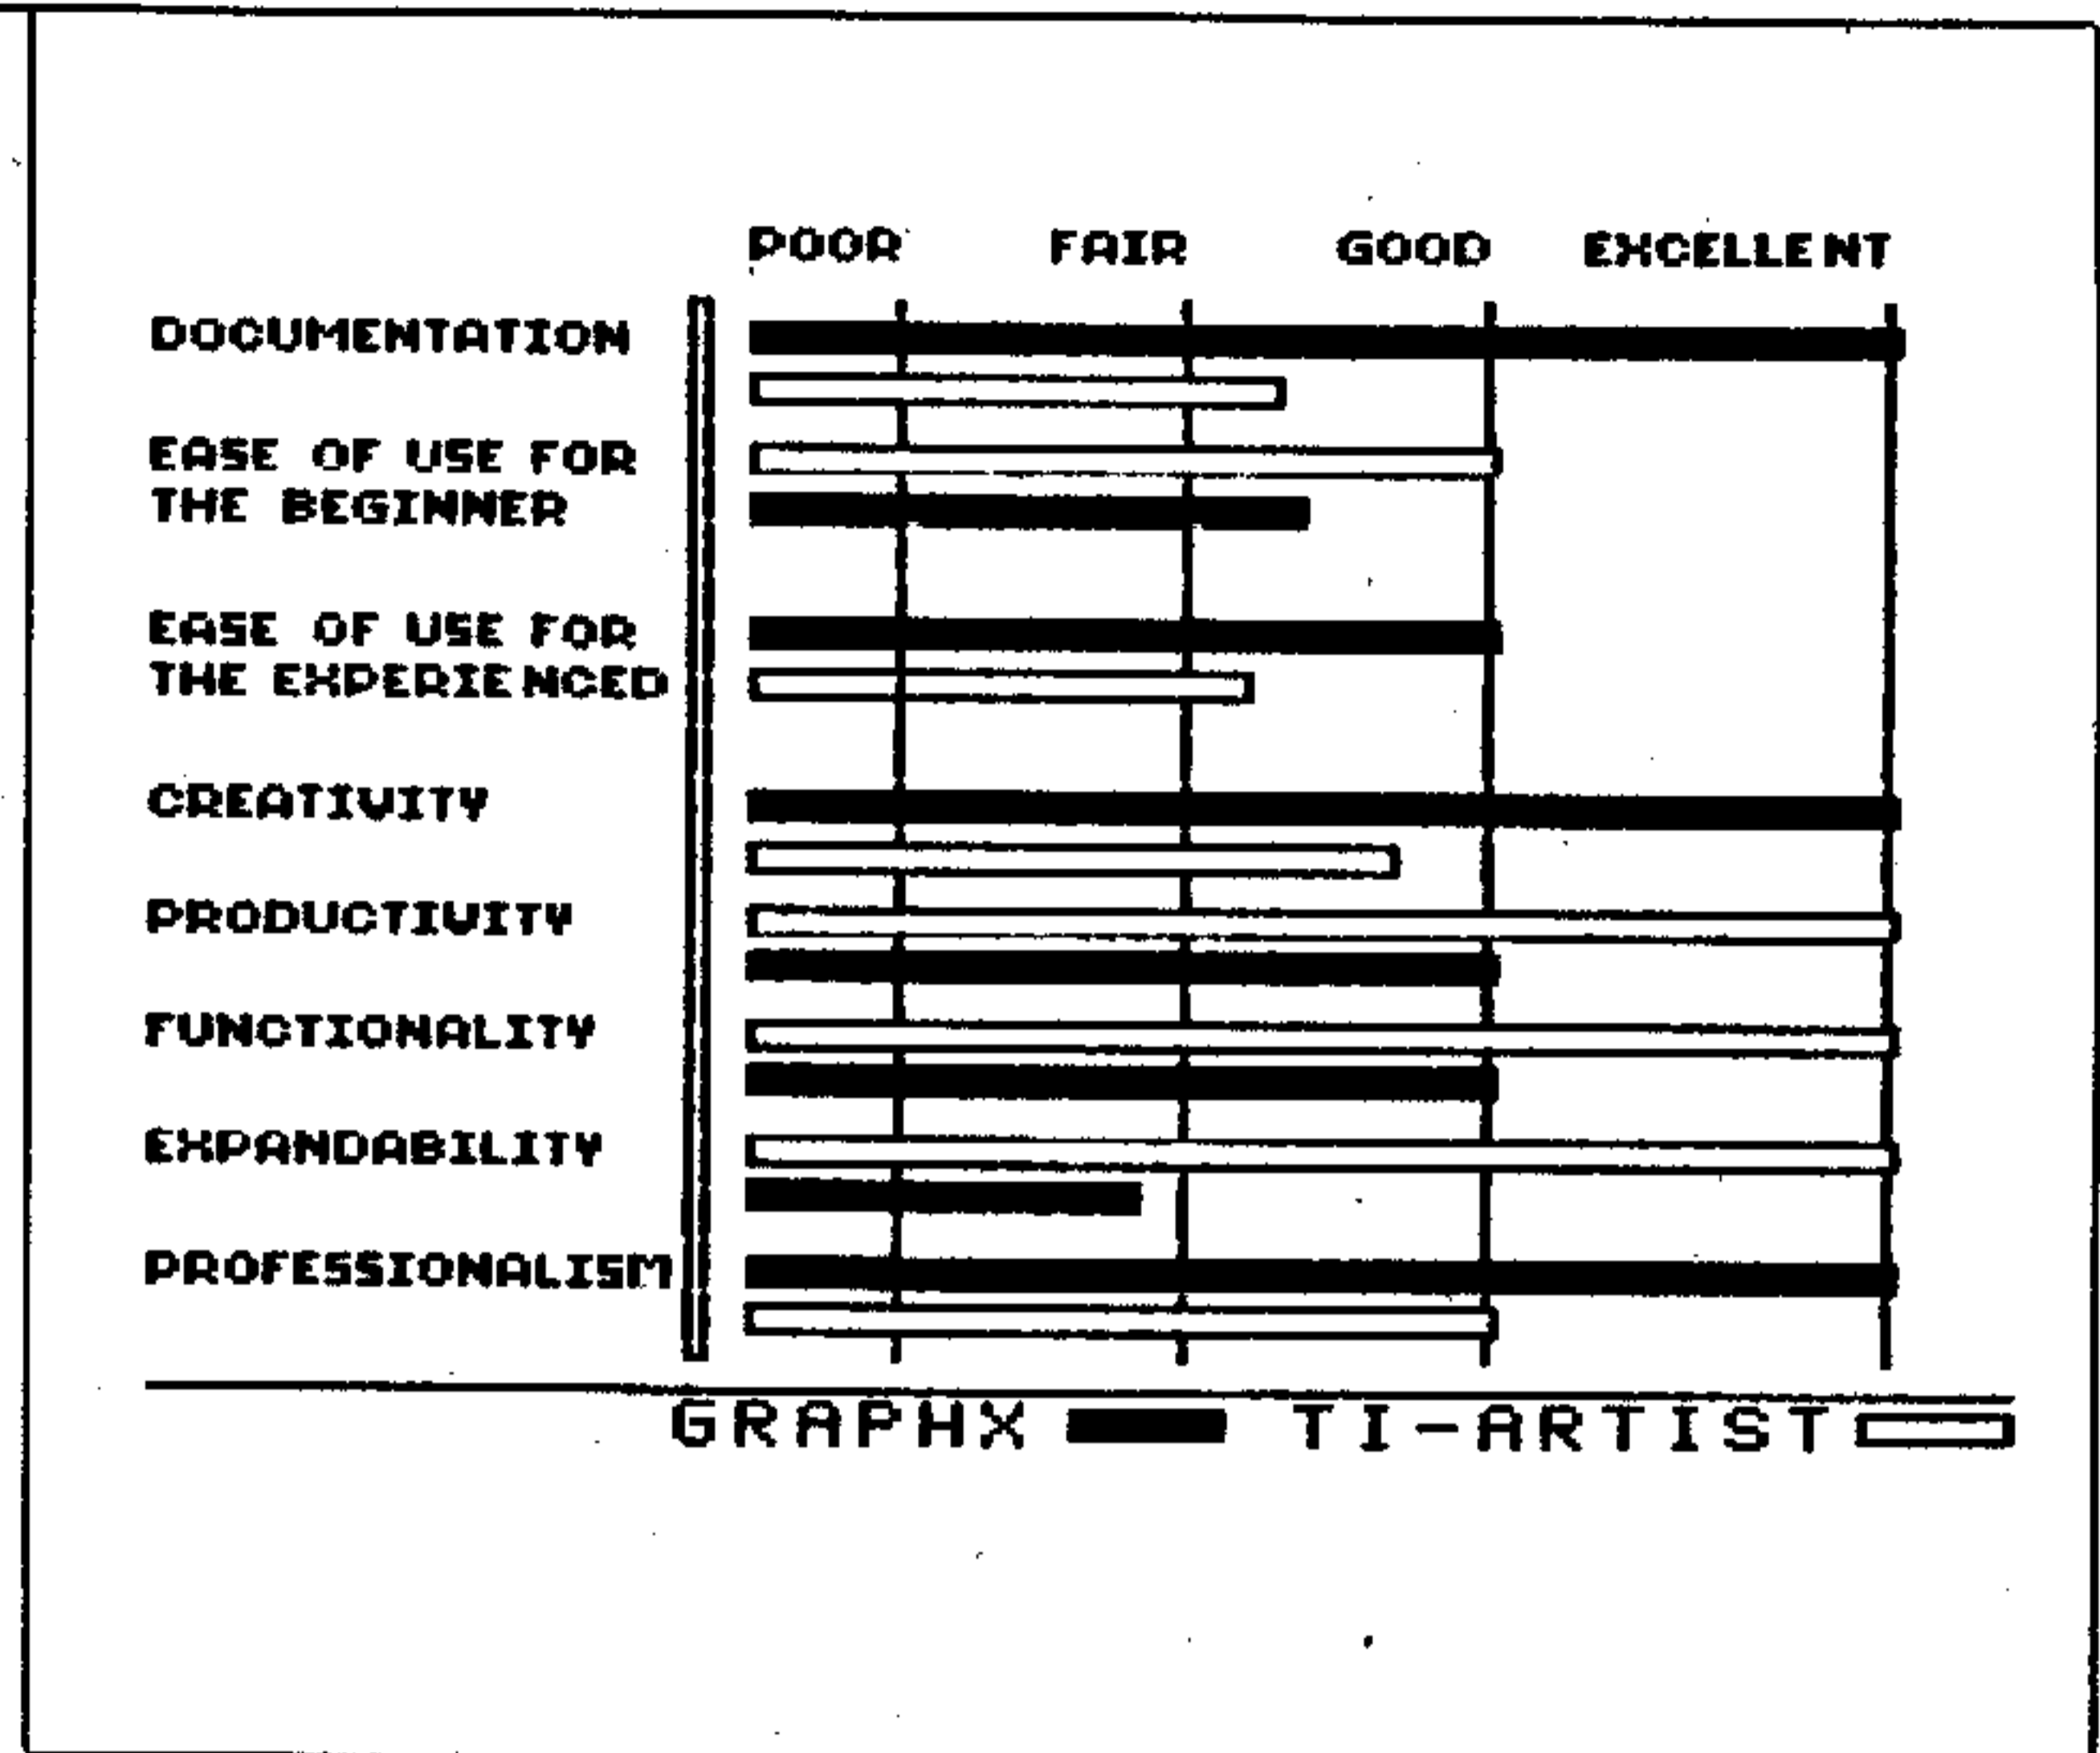 POOR FAIR GOOD EXCELLENT
DOCUMENTATION
EASE OF USE FOR
THE BEGINNER
EASE OF USE FOR
THE EXPERIENCED
CREATIVITY
PRODUCTIVITY
FUNCTIONALITY
EXPANDABILITY
PROFESSIONALISM
GRAPHX TI-ARTIST